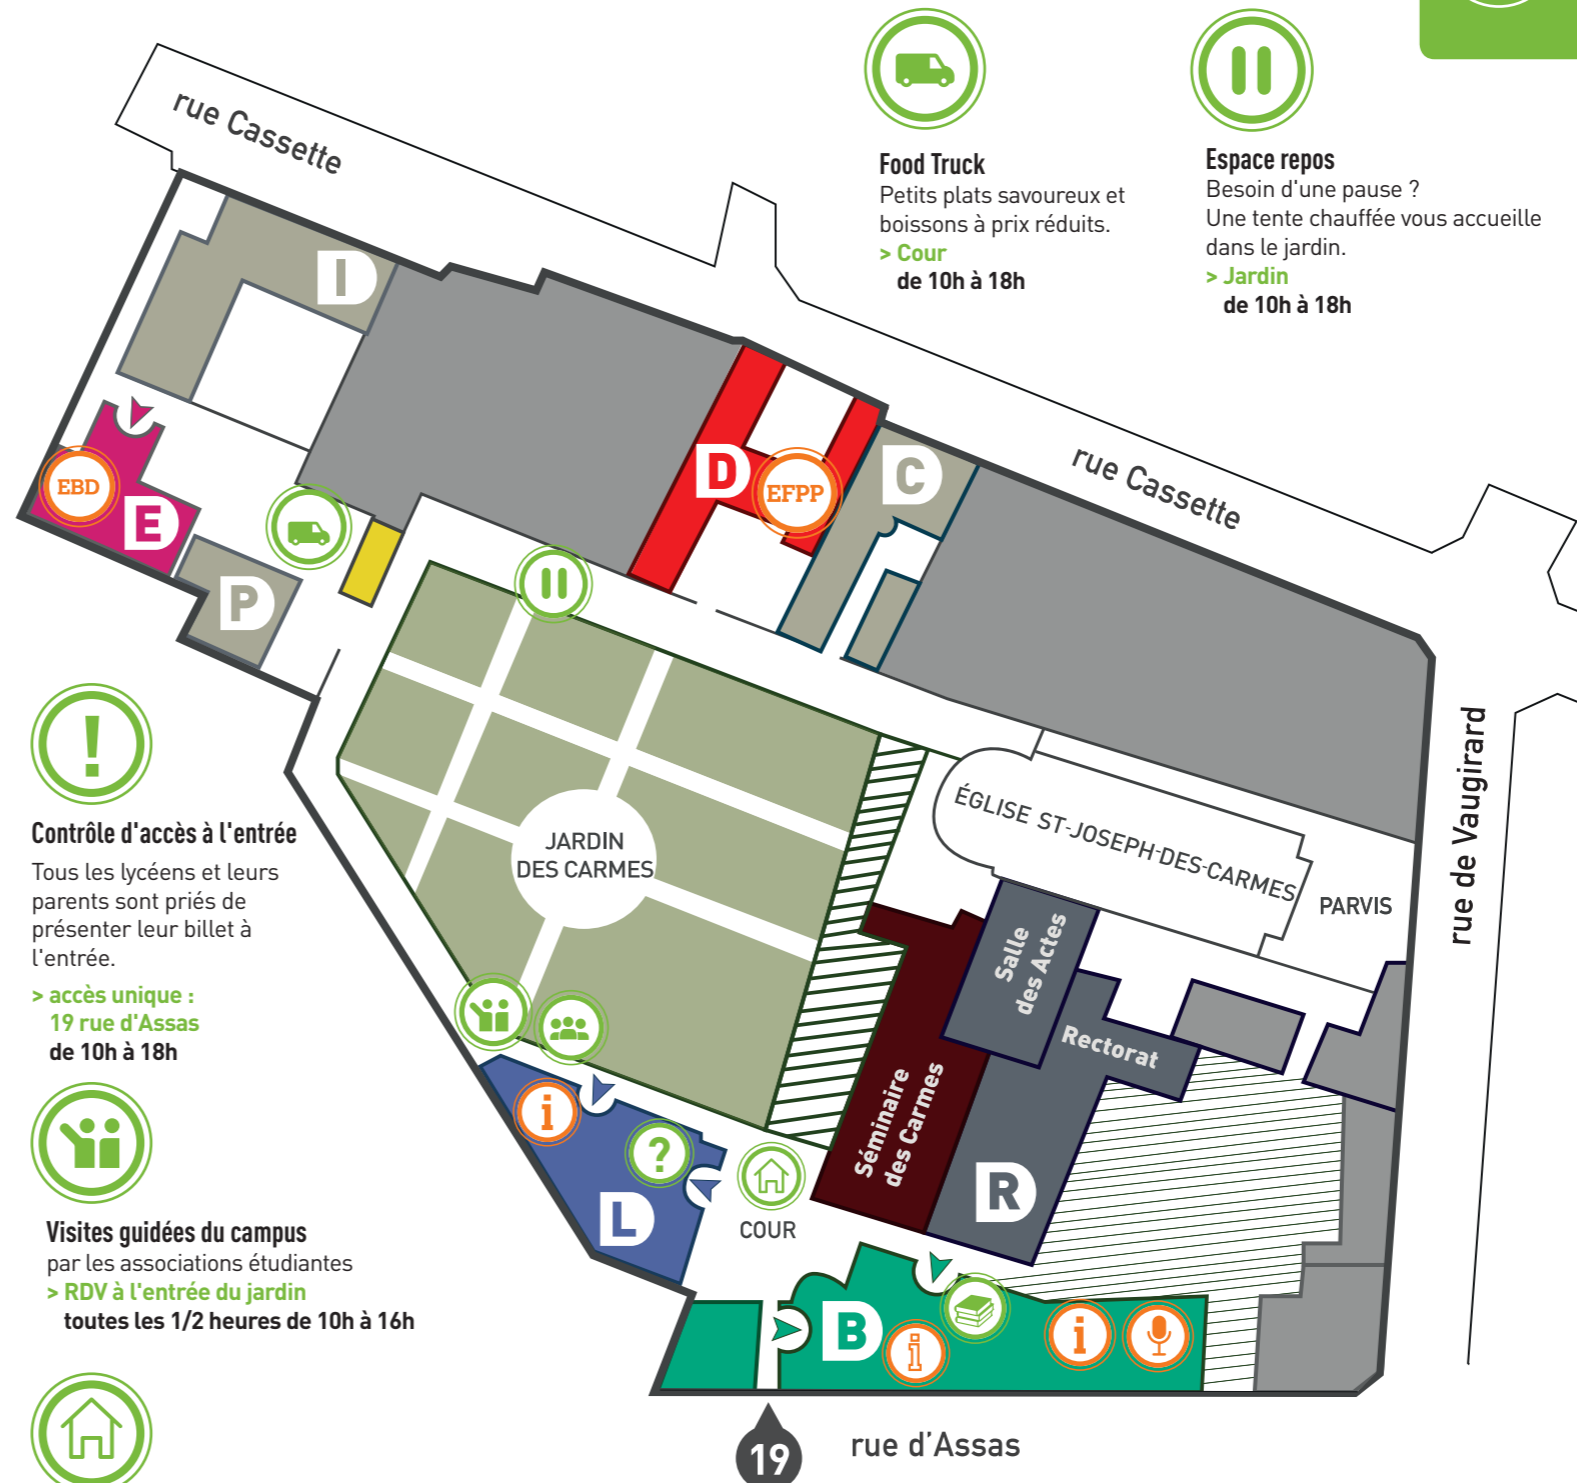 rue Cassette
Food Truck
Petits plats savoureux et
boissons à prix réduits.
> Cour
de 10h à 18h
Espace repos
Besoin d'une pause ?
Une tente chauffée vous accueille
dans le jardin.
> Jardin
de 10h à 18h
I
D
EFPP
C
rue Cassette
EBD
E
P
!
Contrôle d'accès à l'entrée
Tous les lycéens et leurs
parents sont priés de
présenter leur billet à
l'entrée.
> accès unique :
19 rue d'Assas
de 10h à 18h
JARDIN
DES CARMES
ÉGLISE ST-JOSEPH-DES-CARMES
PARVIS
rue de Vaugirard
Salle
des Actes
Rectorat
Séminaire
des Carmes
R
i
?
L
COUR
Visites guidées du campus
par les associations étudiantes
> RDV à l'entrée du jardin
toutes les 1/2 heures de 10h à 16h
B
i
i
19
rue d'Assas